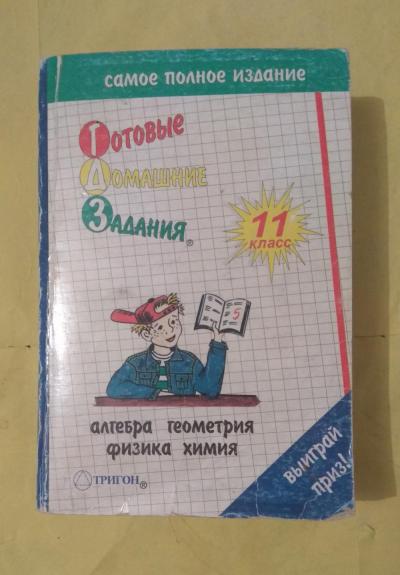 самое полное издание
Готовые
Домашние
Задания®
11
класс
5
алгебра геометрия
физика химия
ТРИГОН®
выиграй
приз!